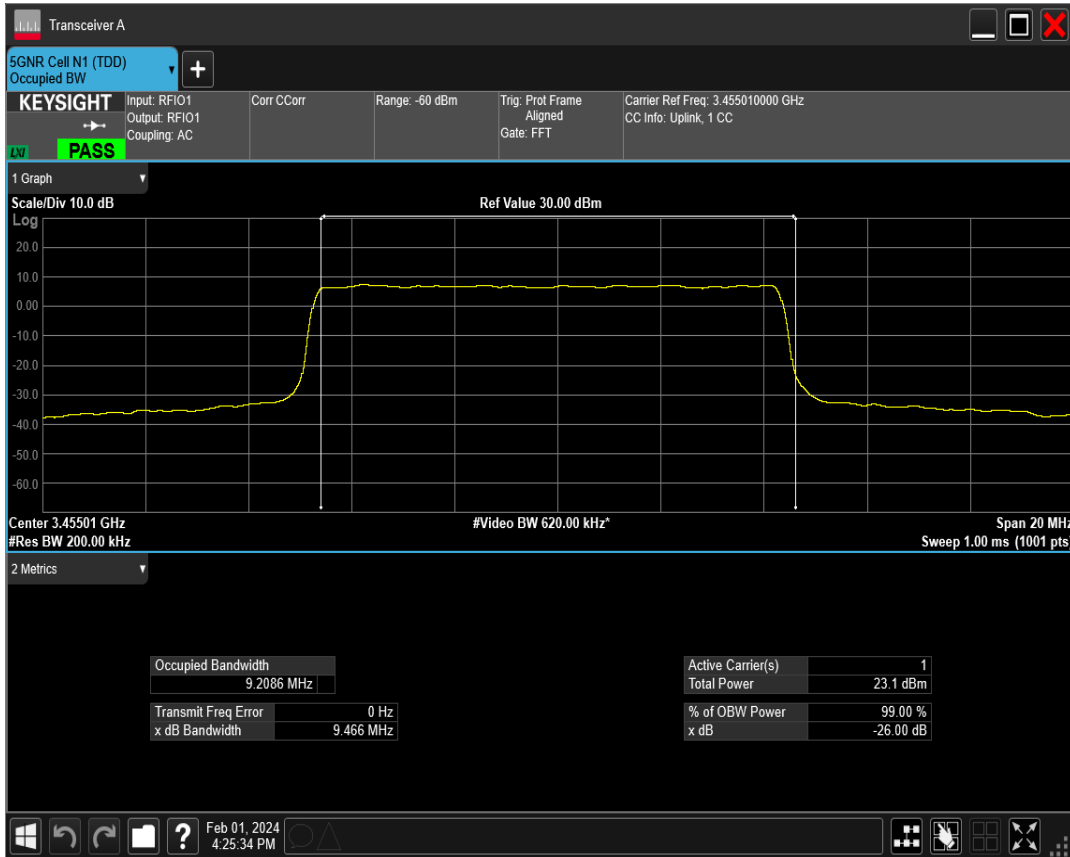 Transceiver A
5GNR Cell N1 (TDD)
Occupied BW
+
KEYSIGHT
LXI
PASS
Input: RFIO1
Output: RFIO1
Coupling: AC
Corr CCorr
Range: -60 dBm
Trig: Prot Frame
Aligned
Gate: FFT
Carrier Ref Freq: 3.455010000 GHz
CC Info: Uplink, 1 CC
1 Graph
Scale/Div 10.0 dB
Ref Value 30.00 dBm
Log
20.0
10.0
0.00
-10.0
-20.0
-30.0
-40.0
-50.0
-60.0
Center 3.45501 GHz
#Video BW 620.00 kHz*
Span 20 MHz
#Res BW 200.00 kHz
Sweep 1.00 ms (1001 pts)
2 Metrics
Occupied Bandwidth
9.2086 MHz
Transmit Freq Error 0 Hz
x dB Bandwidth 9.466 MHz
Active Carrier(s) 1
Total Power 23.1 dBm
% of OBW Power 99.00 %
x dB -26.00 dB
?
Feb 01, 2024
4:25:34 PM